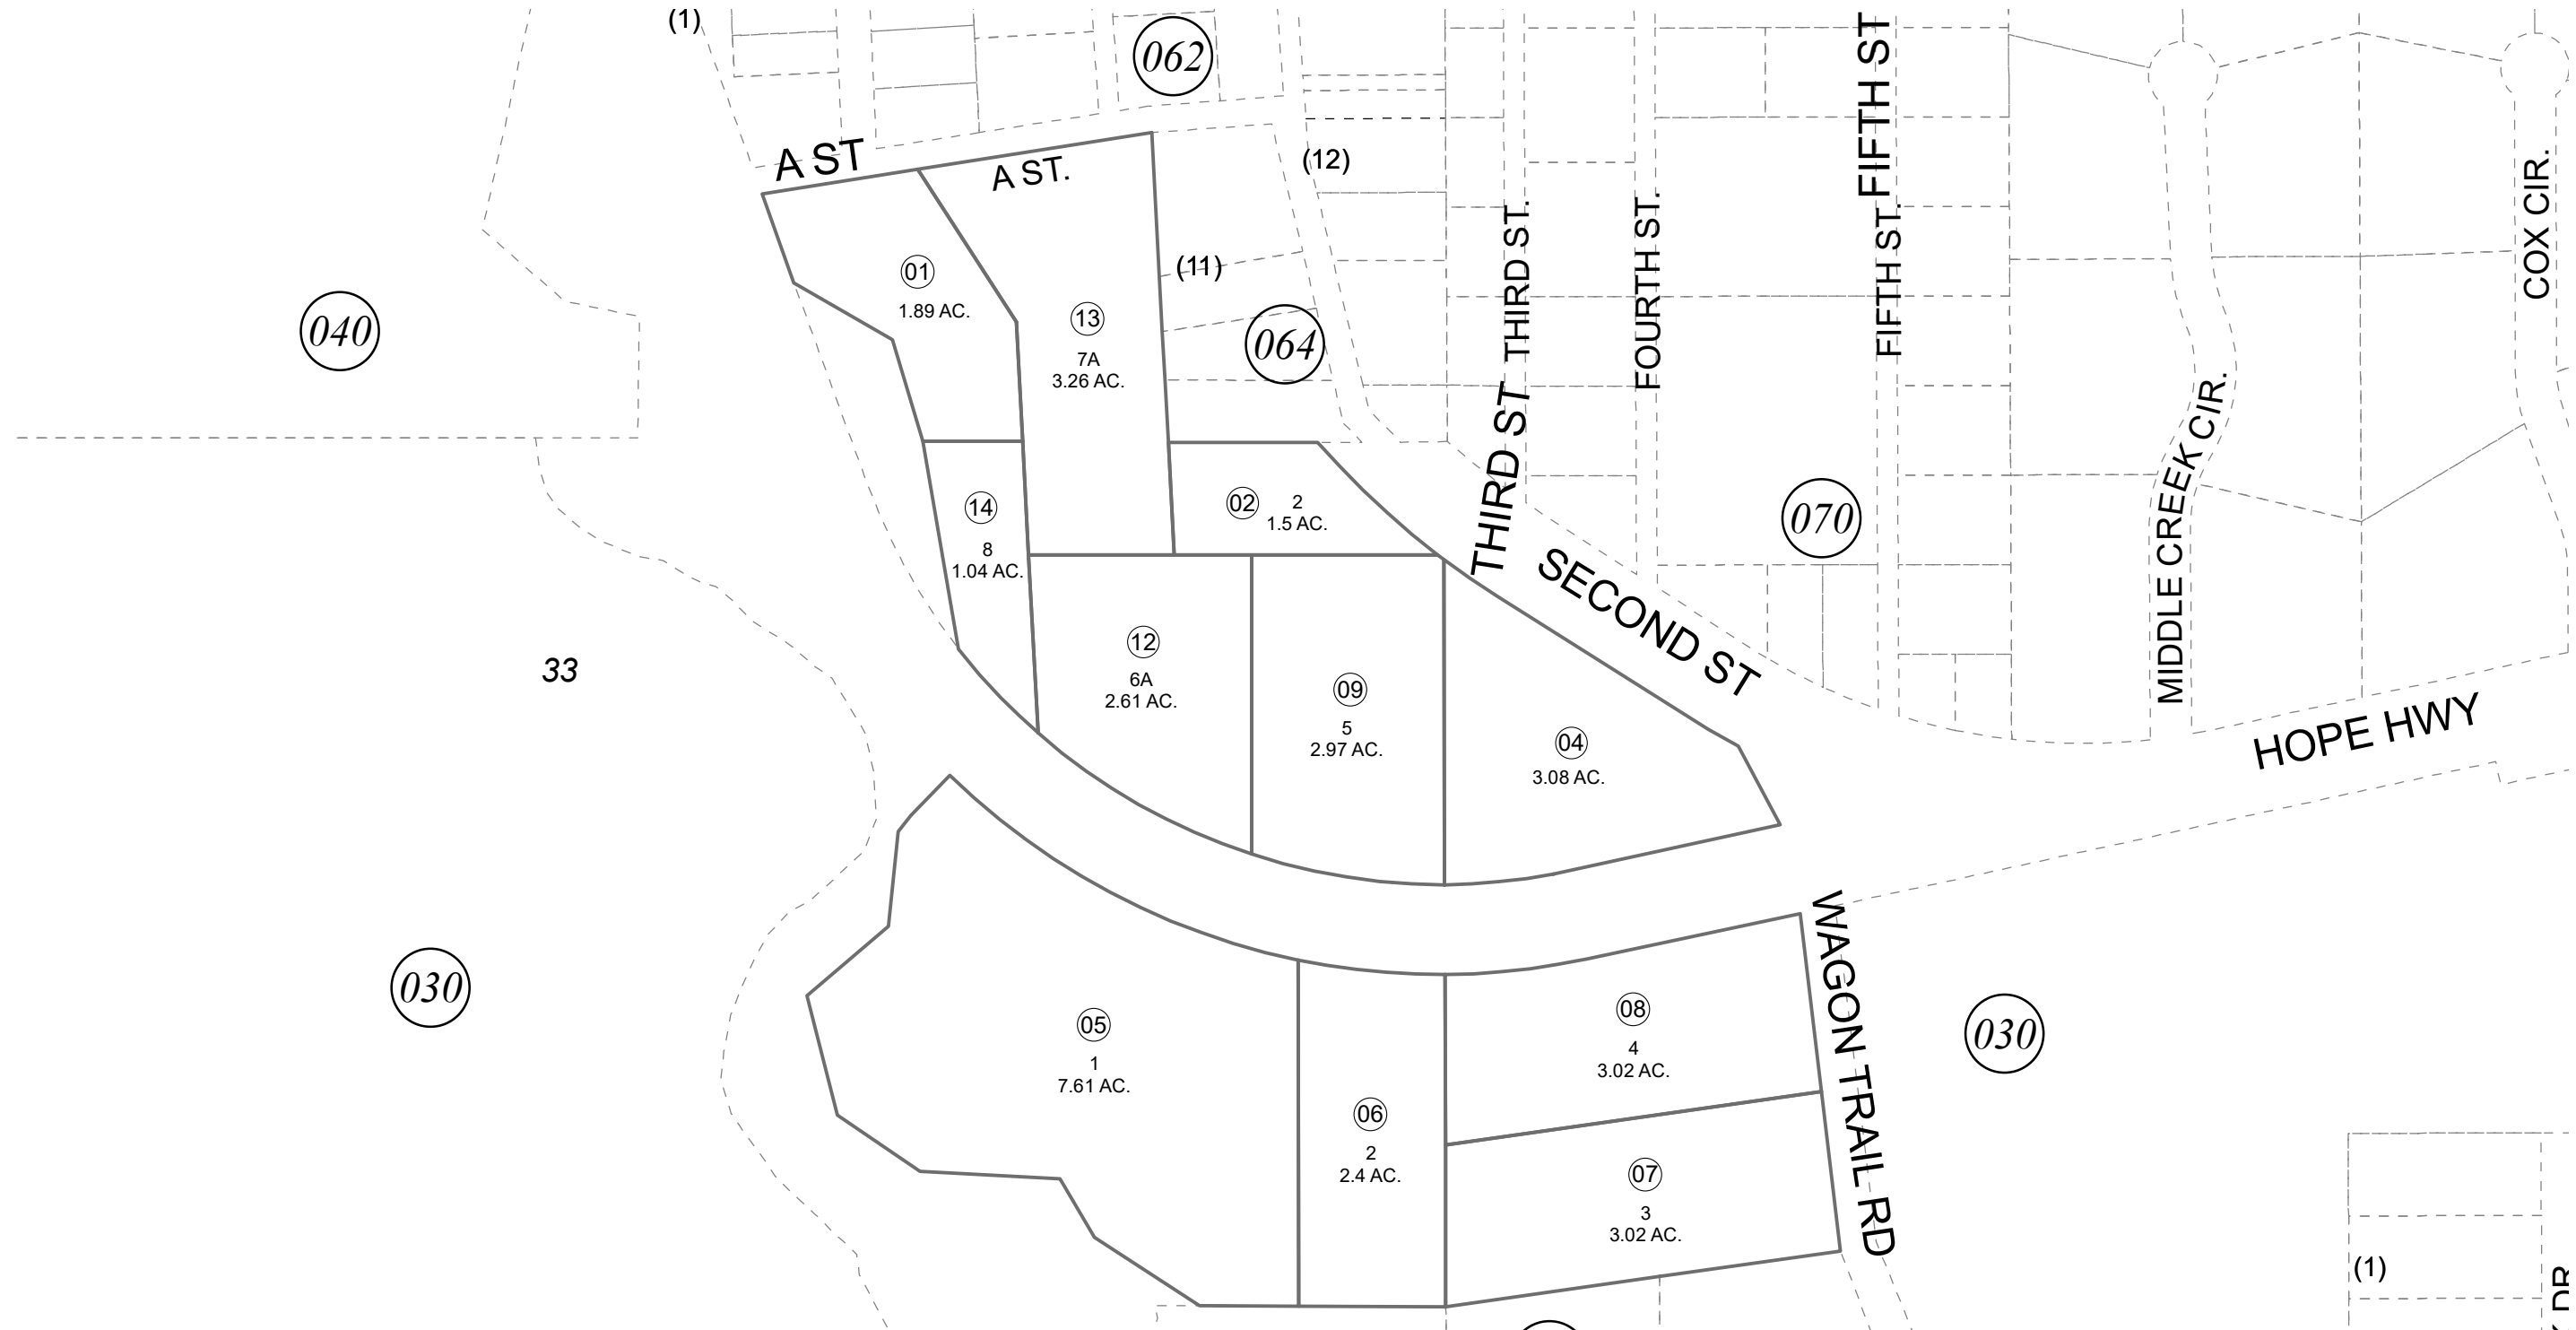 (1)
062
FIFTH ST
A ST
A ST.
(12)
COX CIR.
THIRD ST.
FOURTH ST.
FIFTH ST.
(11)
01
1.89 AC.
040
13
7A
3.26 AC.
064
THIRD ST
MIDDLE CREEK CIR.
14
8
1.04 AC.
02
2
1.5 AC.
070
SECOND ST
33
12
6A
2.61 AC.
09
5
2.97 AC.
04
3.08 AC.
HOPE HWY
WAGON TRAIL RD
030
05
1
7.61 AC.
08
4
3.02 AC.
030
06
2
2.4 AC.
07
3
3.02 AC.
(1)
DR